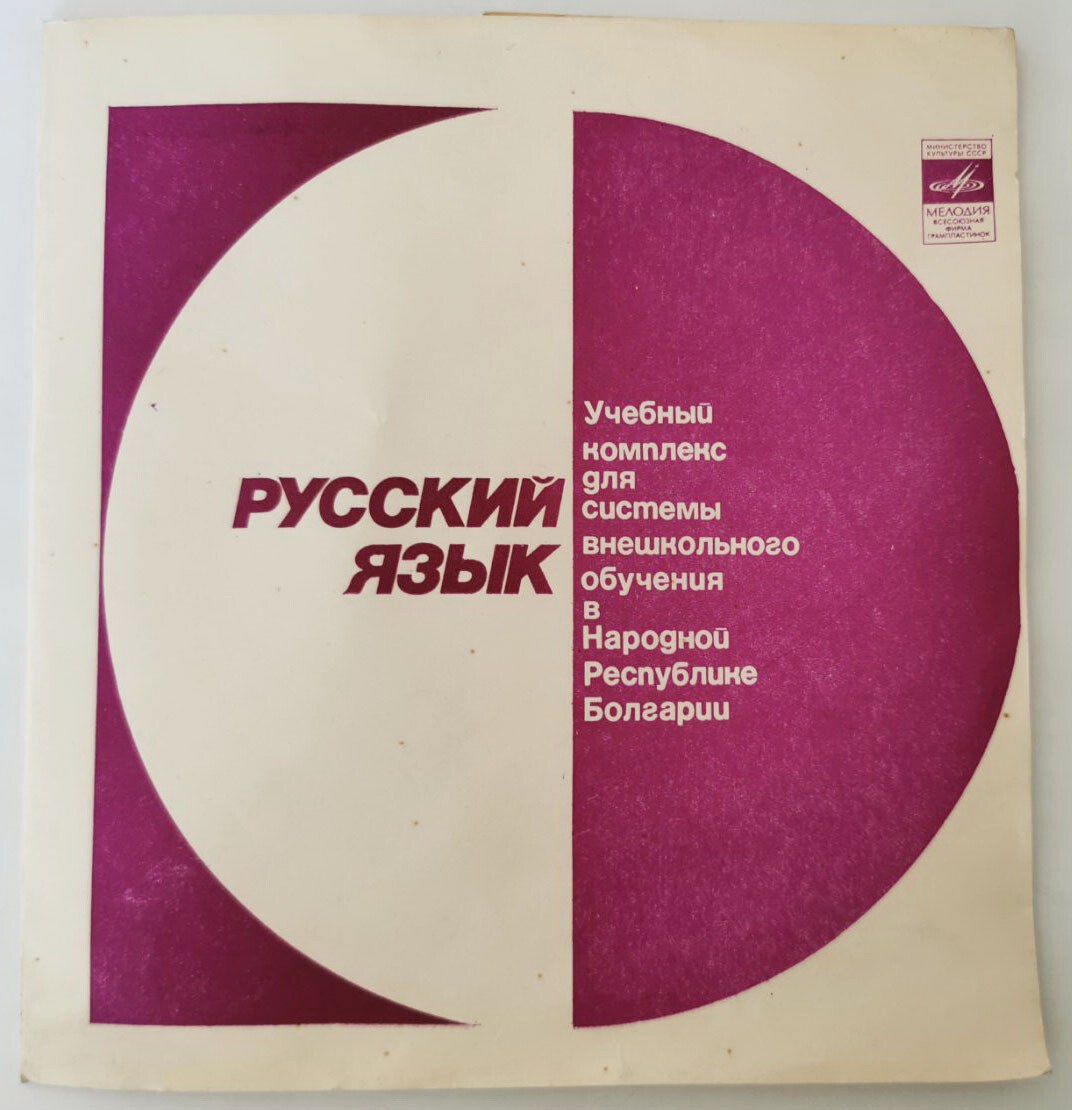 МИНИСТЕРСТВО
КУЛЬТУРЫ СССР
МЕЛОДИЯ
ВСЕСОЮЗНАЯ
ФИРМА
ГРАМПЛАСТИНОК
РУССКИЙ
ЯЗЫК
Учебный
комплекс
для
системы
внешкольного
обучения
в
Народной
Республике
Болгарии